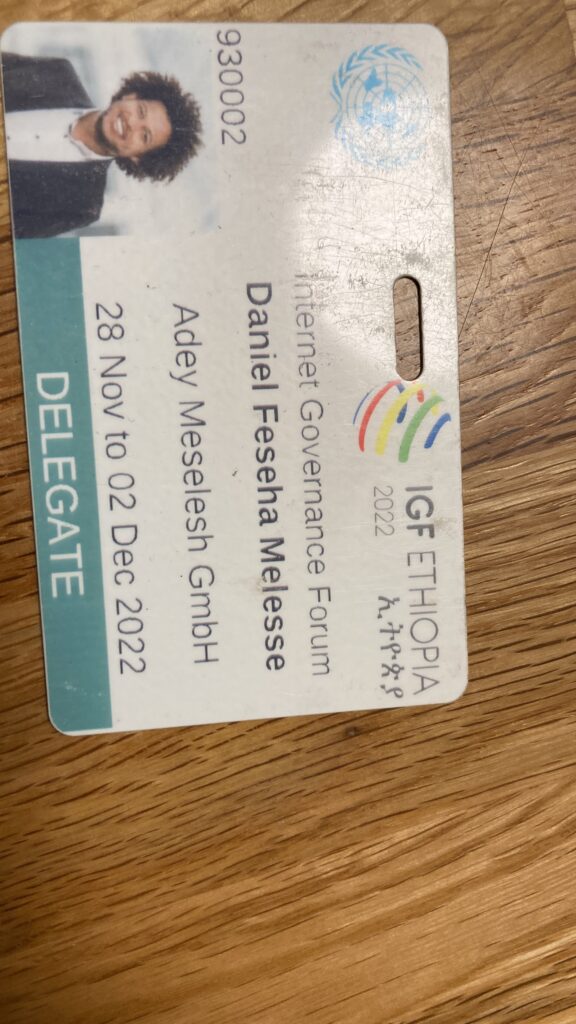 IGF ETHIOPIA
2022 ኢትዮጵያ
Internet Governance Forum
Daniel Feseha Melesse
930002
Adey Meselesh GmbH
28 Nov to 02 Dec 2022
DELEGATE